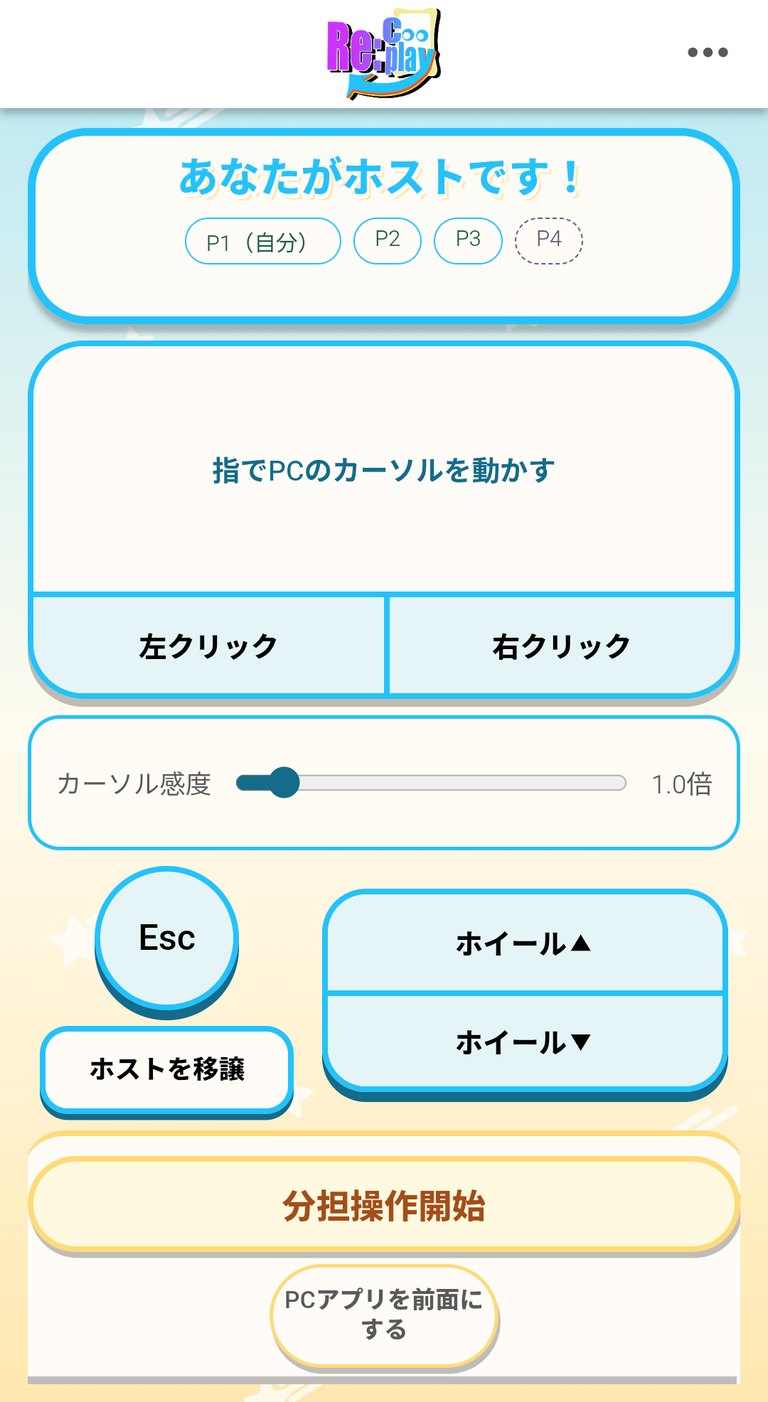 Re:Coo
play
あなたがホストです！
P1（自分） P2 P3 P4
指でPCのカーソルを動かす
左クリック 右クリック
カーソル感度 1.0倍
Esc
ホイール▲
ホイール▼
ホストを移譲
分担操作開始
PCアプリを前面に
する